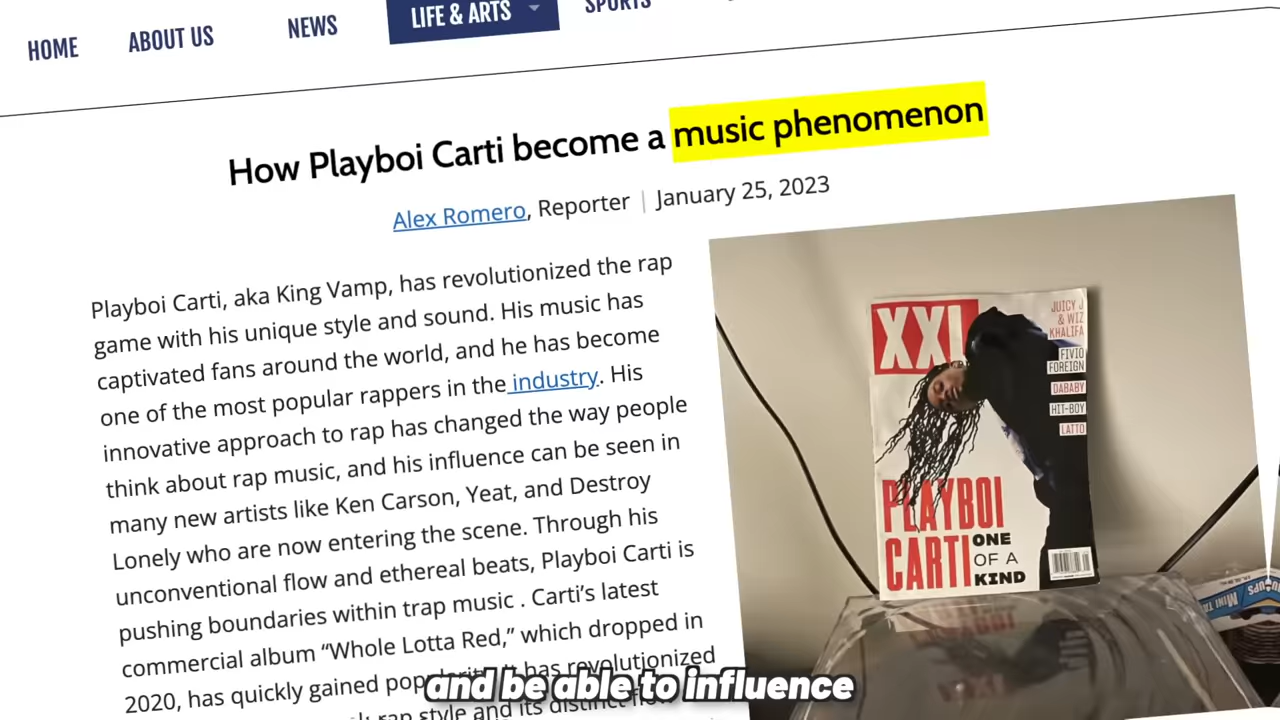 HOME ABOUT US NEWS LIFE & ARTS SPORTS
How Playboi Carti become a music phenomenon
Alex Romero, Reporter | January 25, 2023
Playboi Carti, aka King Vamp, has revolutionized the rap
game with his unique style and sound. His music has
captivated fans around the world, and he has become
one of the most popular rappers in the industry. His
innovative approach to rap has changed the way people
think about rap music, and his influence can be seen in
many new artists like Ken Carson, Yeat, and Destroy
Lonely who are now entering the scene. Through his
unconventional flow and ethereal beats, Playboi Carti is
pushing boundaries within trap music . Carti’s latest
commercial album “Whole Lotta Red,” which dropped in
2020, has quickly gained has revolutionized
rap style and its distinct
XXL
JUICY J
& WIZ
KHALIFA
FIVIO
FOREIGN
DABABY
HIT-BOY
LATTO
PLAYBOI
CARTI
ONE
OF A
KIND
and be able to influence